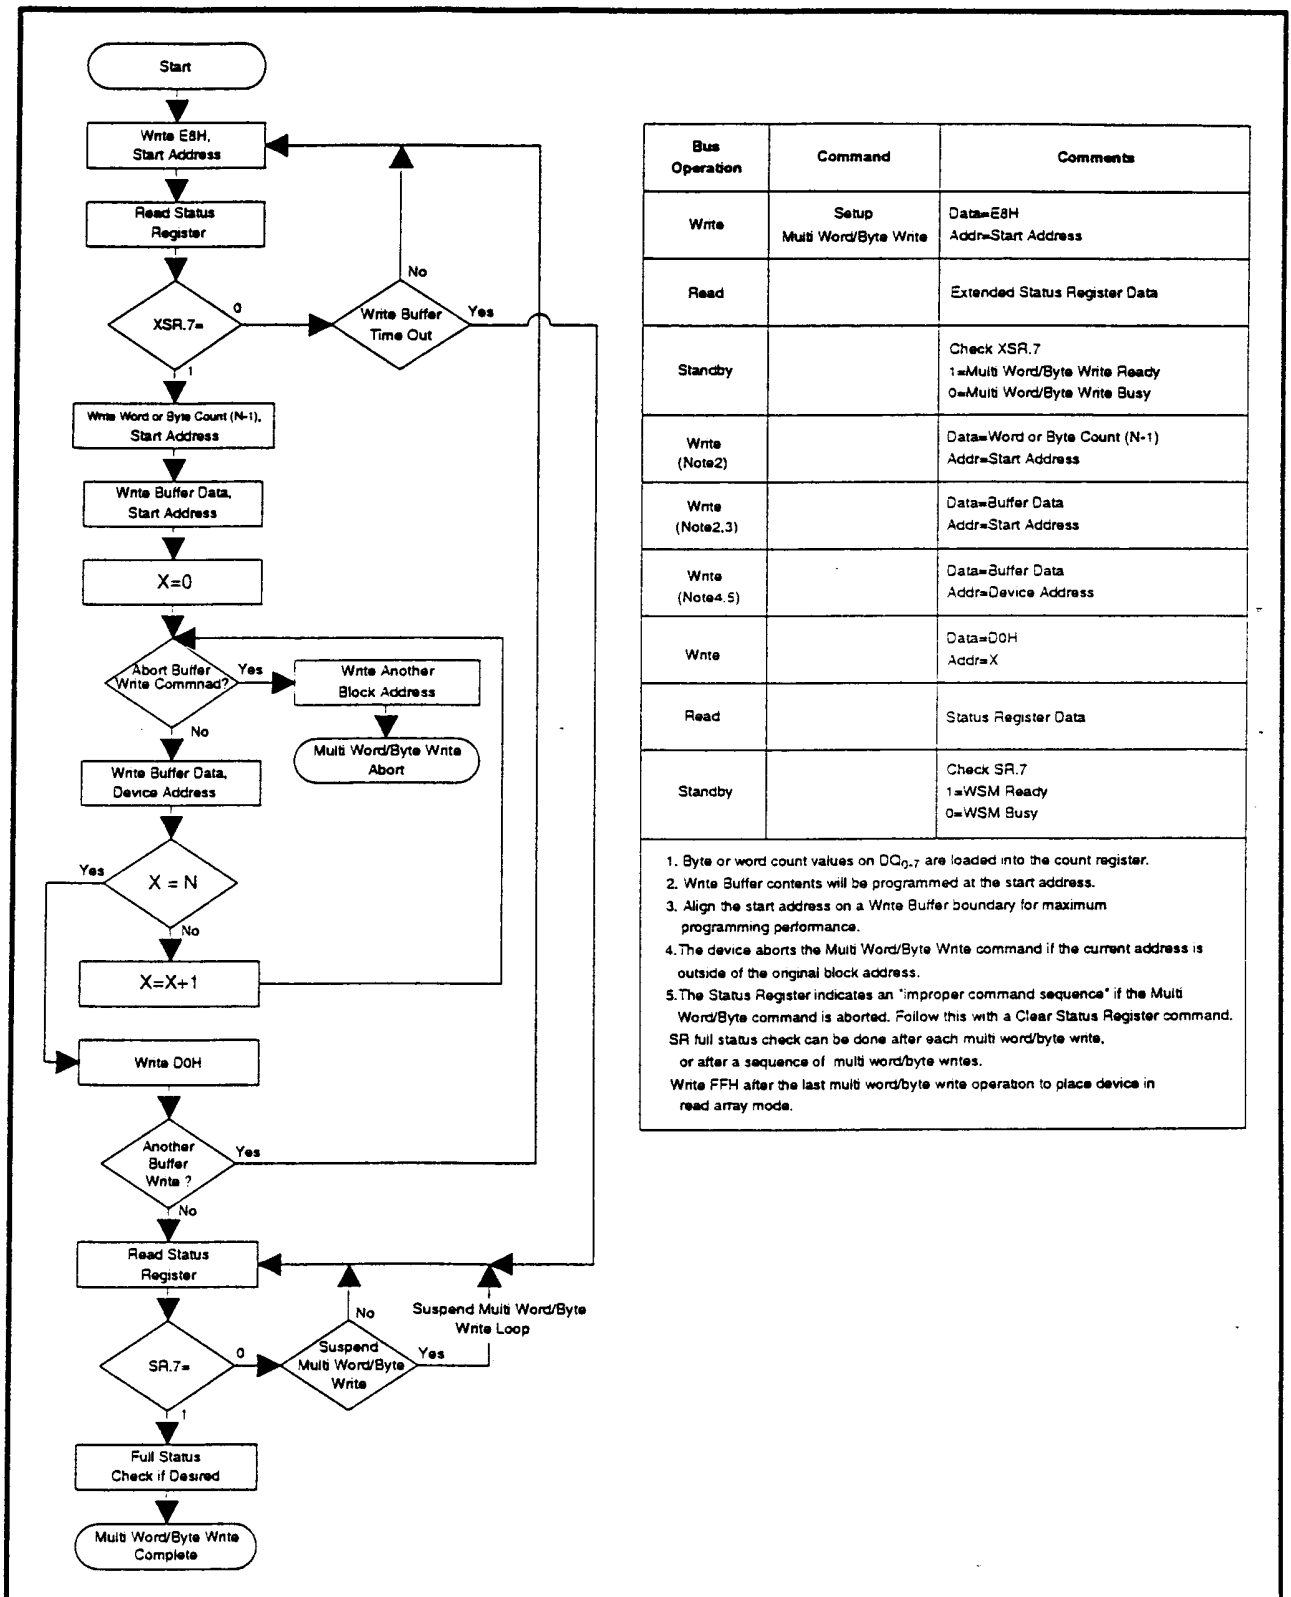 Start
Write E8H,
Start Address
Read Status
Register
XSR.7=
0
1
No
Write Buffer
Time Out
Yes
Write Word or Byte Count (N-1),
Start Address
Write Buffer Data,
Start Address
X=0
Abort Buffer
Write Commnad?
Yes
No
Write Another
Block Address
Multi Word/Byte Write
Abort
Write Buffer Data,
Device Address
Yes
X = N
No
X=X+1
Write D0H
Another
Buffer
Write ?
Yes
No
Read Status
Register
SR.7=
0
1
No
Suspend
Multi Word/Byte
Write
Yes
Suspend Multi Word/Byte
Write Loop
Full Status
Check if Desired
Multi Word/Byte Write
Complete
Bus
Operation
Command
Comments
Write
Setup
Multi Word/Byte Write
Data=E8H
Addr=Start Address
Read
Extended Status Register Data
Standby
Check XSR.7
1=Multi Word/Byte Write Ready
0=Multi Word/Byte Write Busy
Write
(Note2)
Data=Word or Byte Count (N-1)
Addr=Start Address
Write
(Note2,3)
Data=Buffer Data
Addr=Start Address
Write
(Note4,5)
Data=Buffer Data
Addr=Device Address
Write
Data=D0H
Addr=X
Read
Status Register Data
Standby
Check SR.7
1=WSM Ready
0=WSM Busy
1. Byte or word count values on DQ0-7 are loaded into the count register.
2. Write Buffer contents will be programmed at the start address.
3. Align the start address on a Write Buffer boundary for maximum
programming performance.
4.The device aborts the Multi Word/Byte Write command if the current address is
outside of the original block address.
5.The Status Register indicates an "improper command sequence" if the Multi
Word/Byte command is aborted. Follow this with a Clear Status Register command.
SR full status check can be done after each multi word/byte write,
or after a sequence of multi word/byte writes.
Write FFH after the last multi word/byte write operation to place device in
read array mode.